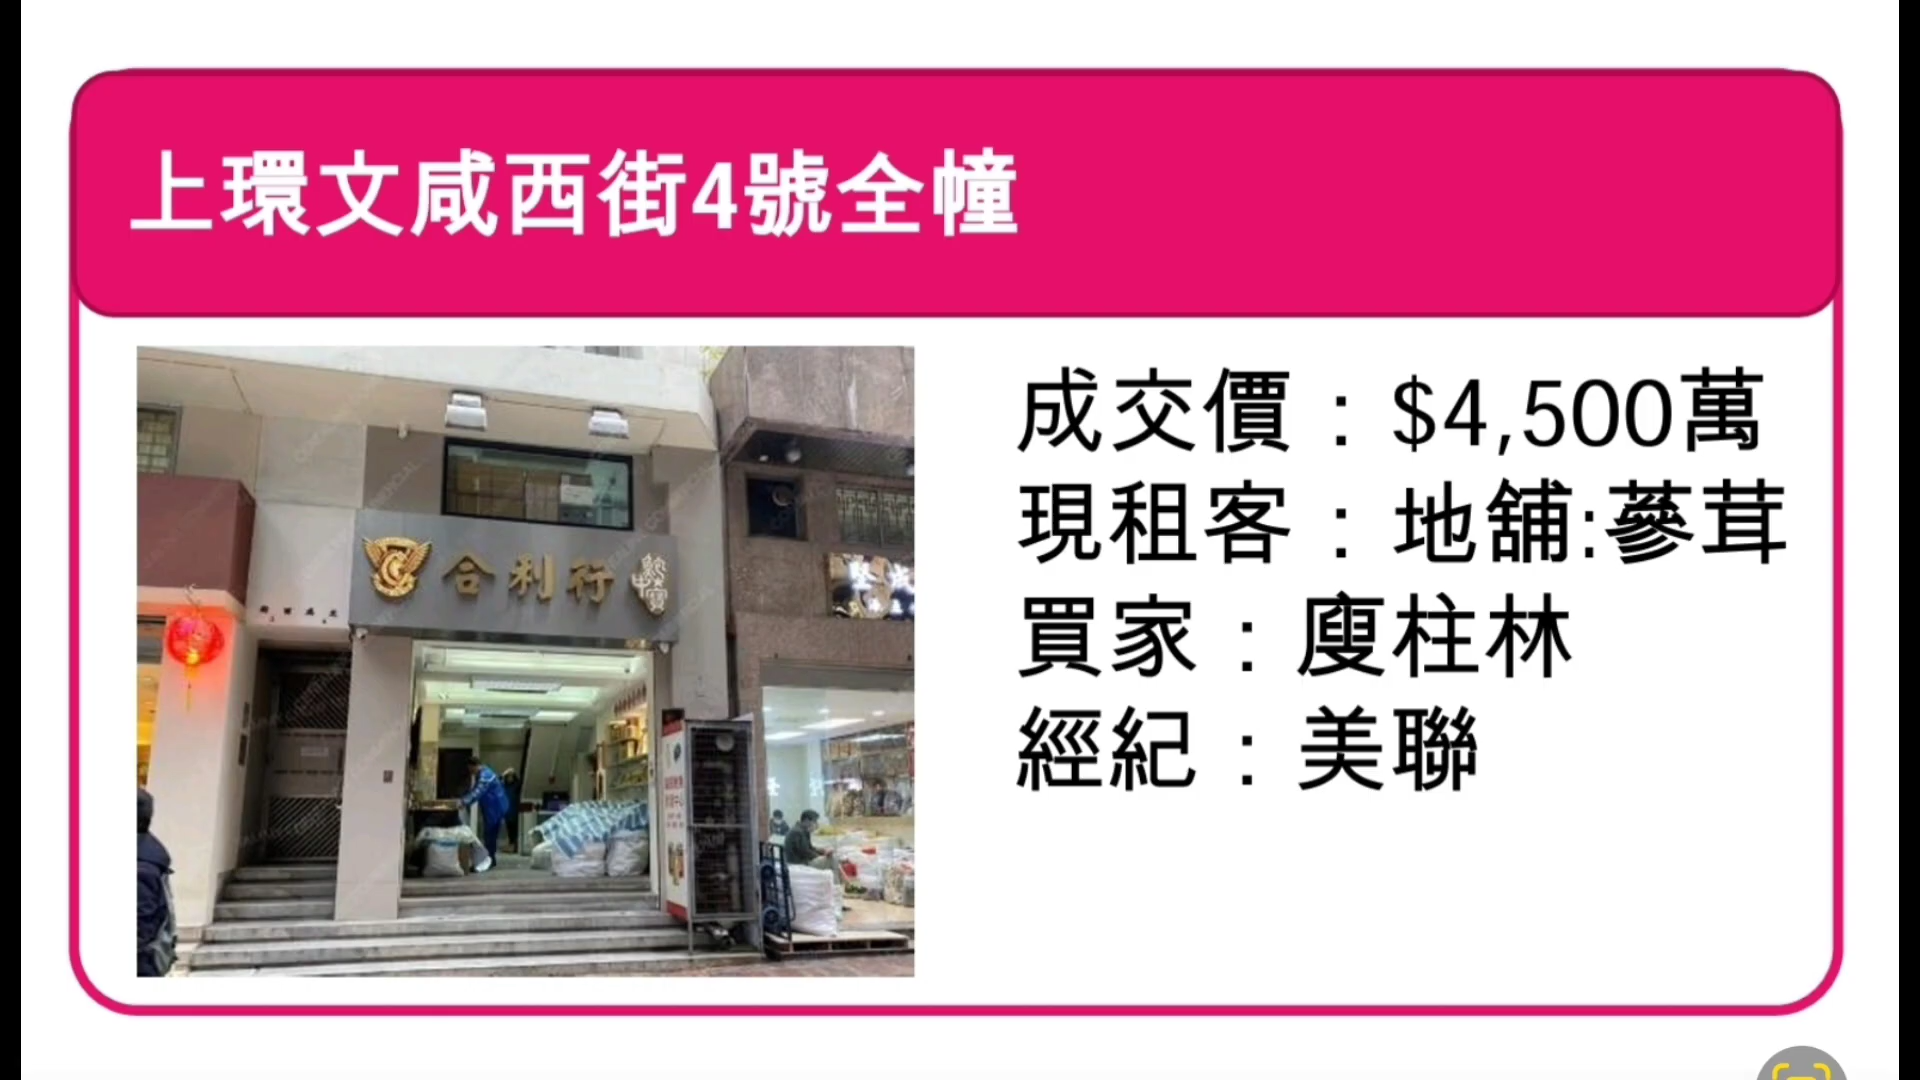 上環文咸西街4號全幢
成交價：$4,500萬
現租客：地舖:蔘茸
買家：廋柱林
經紀：美聯
合利行